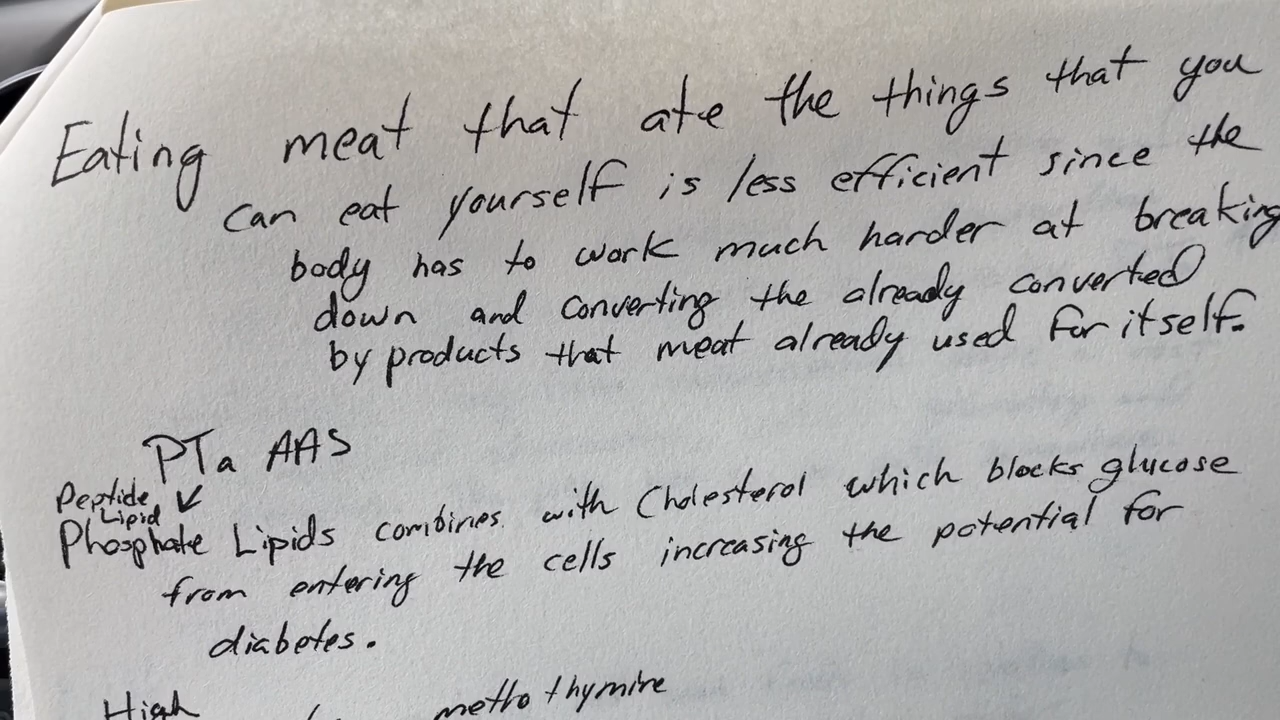 Eating meat that ate the things that you
can eat yourself is less efficient since the
body has to work much harder at breaking
down and converting the already converted
by products that meat already used for itself.
PTa AAS
Peptide
Lipid
Phosphate Lipids combines with Cholesterol which blocks glucose
from entering the cells increasing the potential for
diabetes.
High